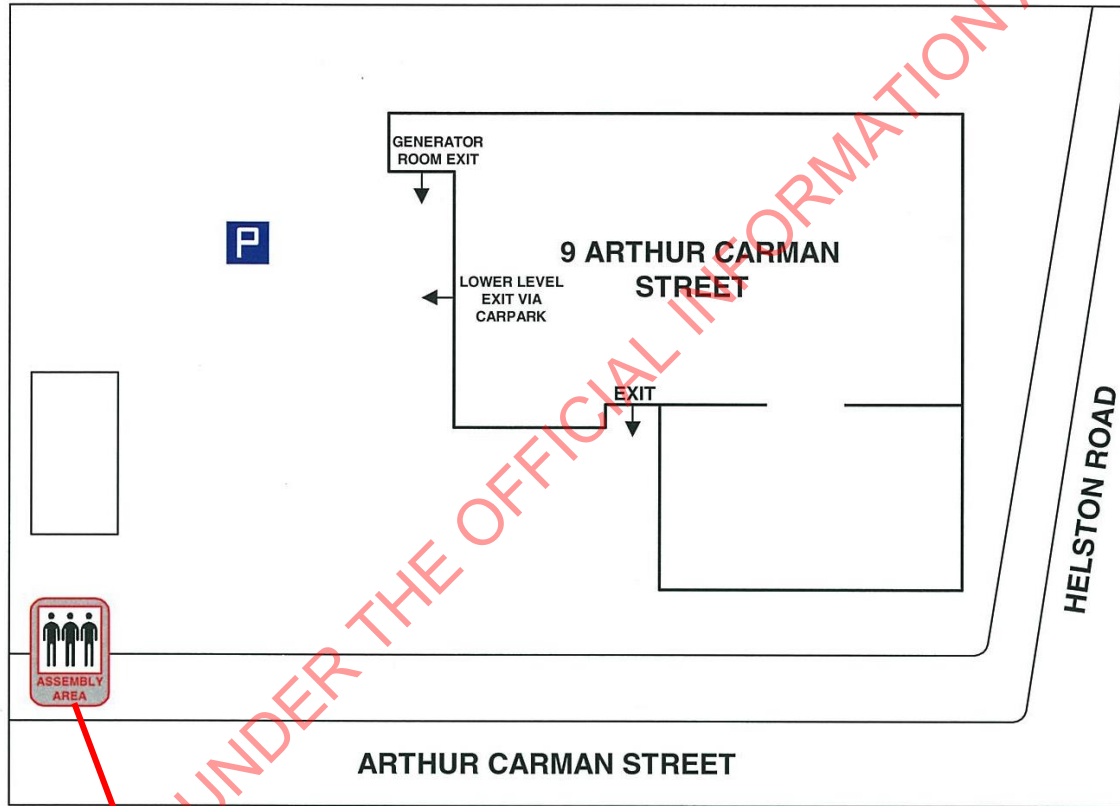 GENERATOR
ROOM EXIT
P
9 ARTHUR CARMAN
STREET
LOWER LEVEL
EXIT VIA
CARPARK
EXIT
HELSTON ROAD
ASSEMBLY
AREA
ARTHUR CARMAN STREET
UNDER THE OFFICIAL INFORMATION